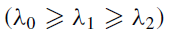 (λ₀ ⩾ λ₁ ⩾ λ₂)